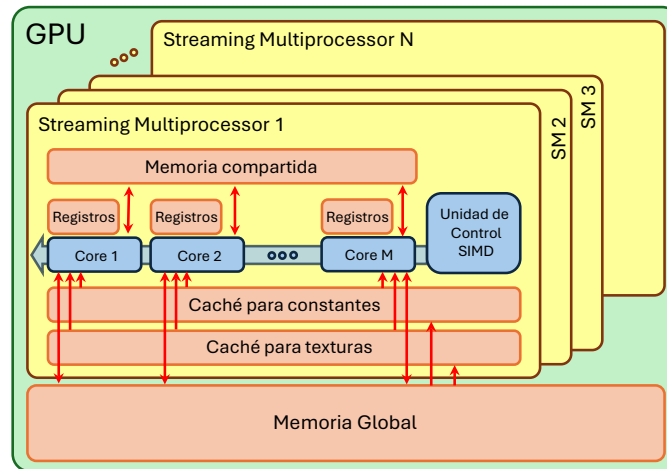 GPU
Streaming Multiprocessor N
SM 3
SM 2
Streaming Multiprocessor 1
Memoria compartida
Registros
Registros
Registros
Unidad de
Control
SIMD
Core 1
Core 2
Core M
Caché para constantes
Caché para texturas
Memoria Global